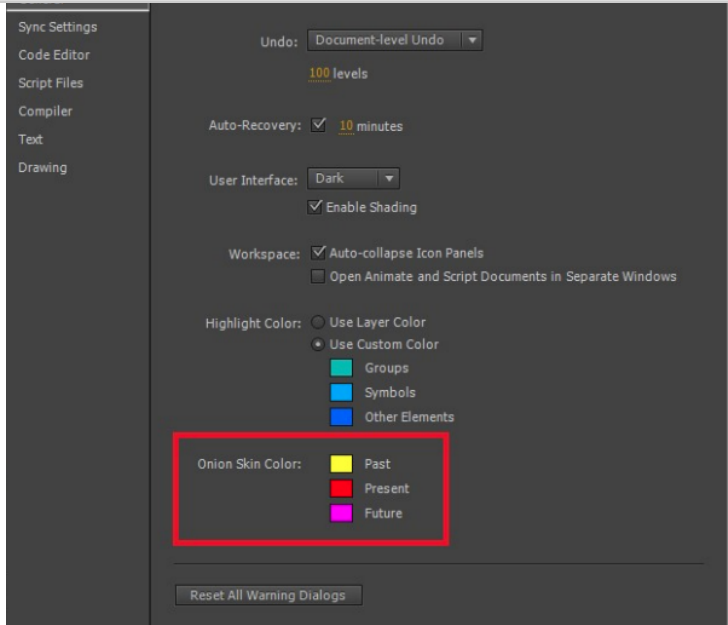 Sync Settings
Code Editor
Script Files
Compiler
Text
Drawing
Undo: Document-level Undo
100 levels
Auto-Recovery: 10 minutes
User Interface: Dark
Enable Shading
Workspace: Auto-collapse Icon Panels
Open Animate and Script Documents in Separate Windows
Highlight Color: Use Layer Color
Use Custom Color
Groups
Symbols
Other Elements
Onion Skin Color: Past
Present
Future
Reset All Warning Dialogs